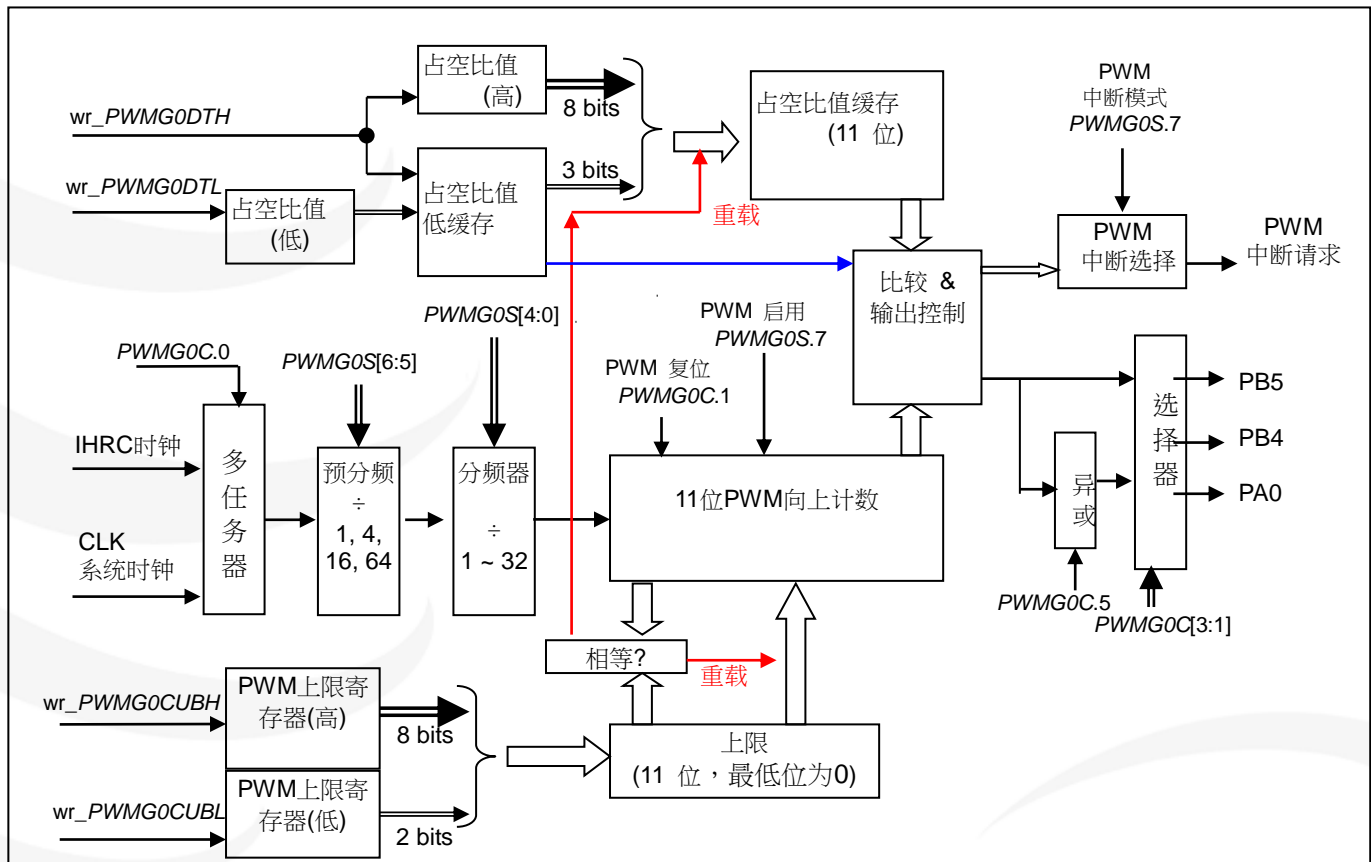 wr_PWMG0DTH
占空比值
(高)
8 bits
占空比值缓存
(11 位)
PWM
中断模式
PWMG0S.7
wr_PWMG0DTL
占空比值
(低)
占空比值
低缓存
3 bits
重载
比较 &
输出控制
PWM
中断选择
PWM
中断请求
PWMG0C.0
PWMG0S[6:5]
PWMG0S[4:0]
PWM 复位
PWMG0C.1
PWM 启用
PWMG0S.7
IHRC时钟
CLK
系统时钟
多
任
务
器
预分频
÷
1, 4,
16, 64
分频器
÷
1 ~ 32
11位PWM向上计数
异
或
选
择
器
PB5
PB4
PA0
PWMG0C.5
PWMG0C[3:1]
相等?
重载
wr_PWMG0CUBH
PWM上限寄
存器(高)
8 bits
上限
(11 位，最低位为0)
wr_PWMG0CUBL
PWM上限寄
存器(低)
2 bits